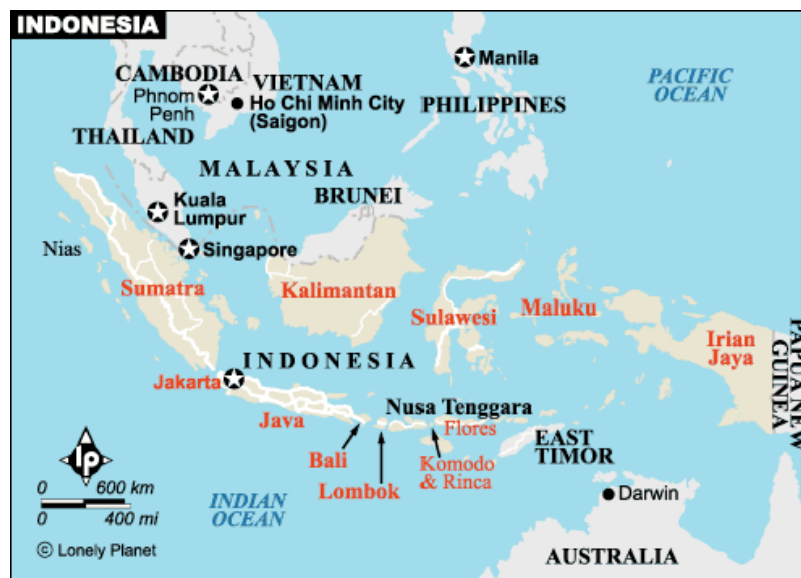 INDONESIA
Manila
CAMBODIA
Phnom
Penh
VIETNAM
Ho Chi Minh City
(Saigon)
THAILAND
PHILIPPINES
PACIFIC
OCEAN
MALAYSIA
BRUNEI
Kuala
Lumpur
Nias
Singapore
Sumatra
Kalimantan
Sulawesi
Maluku
Irian
Jaya
PAPUA NEW
GUINEA
INDONESIA
Jakarta
Java
Nusa Tenggara
Flores
Bali
Lombok
Komodo
& Rinca
EAST
TIMOR
lp
0 600 km
0 400 mi
INDIAN
OCEAN
Darwin
© Lonely Planet
AUSTRALIA